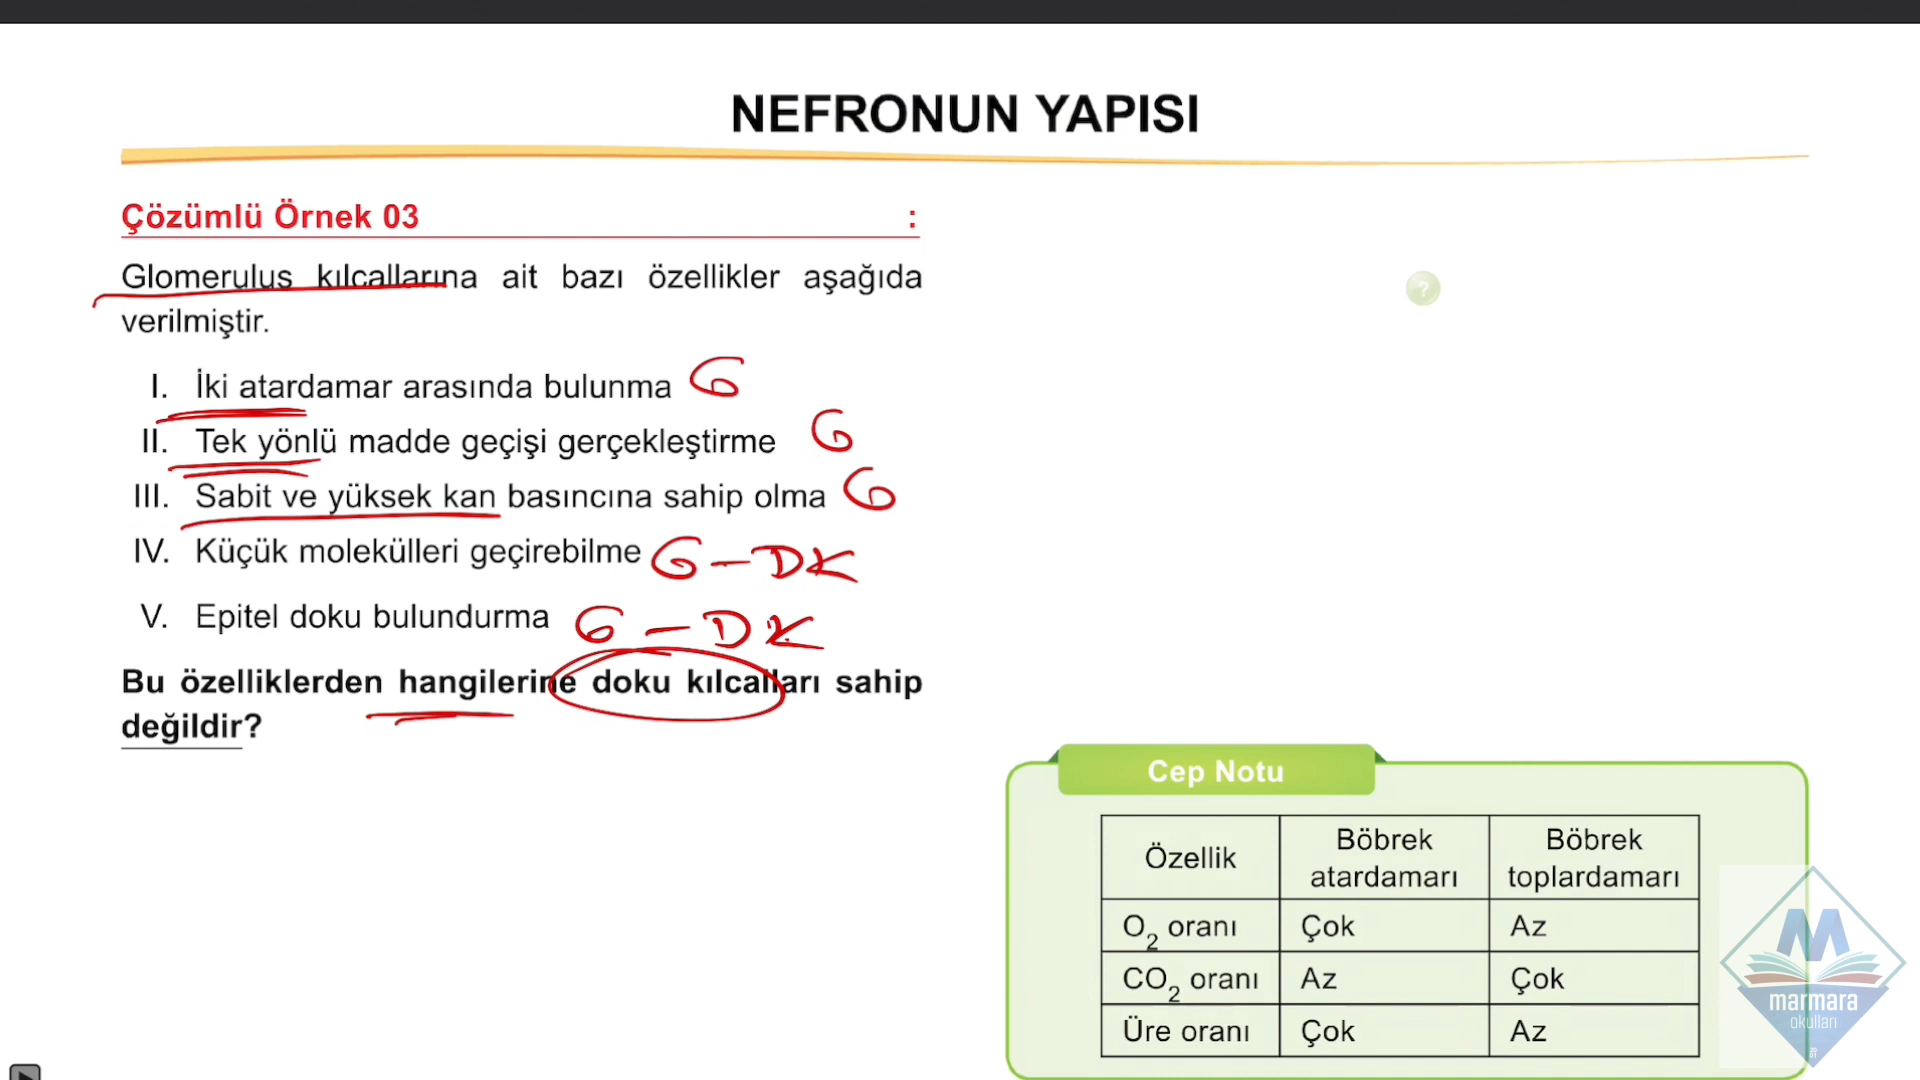 NEFRONUN YAPISI
Çözümlü Örnek 03 :
Glomerulus kılcallarına ait bazı özellikler aşağıda
verilmiştir.
I. İki atardamar arasında bulunma G
II. Tek yönlü madde geçişi gerçekleştirme G
III. Sabit ve yüksek kan basıncına sahip olma G
IV. Küçük molekülleri geçirebilme G - DK
V. Epitel doku bulundurma G - DK
Bu özelliklerden hangilerine doku kılcalları sahip
değildir?
?
Cep Notu
Özellik Böbrek atardamarı Böbrek toplardamarı
O2 oranı Çok Az
CO2 oranı Az Çok
Üre oranı Çok Az
marmara
okulları